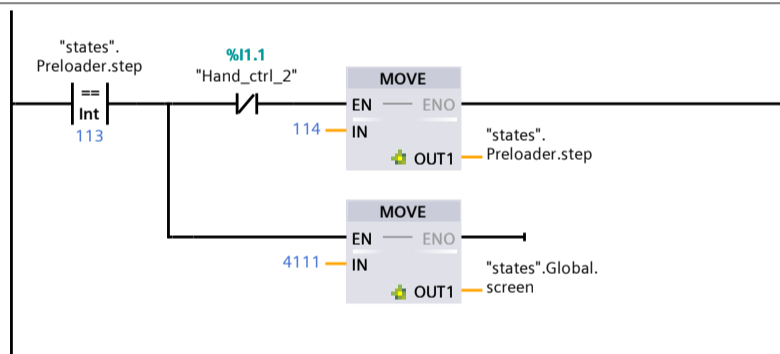 "states".
Preloader.step
==
Int
113
%I1.1
"Hand_ctrl_2"
MOVE
EN ENO
114 IN
OUT1
"states".
Preloader.step
MOVE
EN ENO
4111 IN
OUT1
"states".Global.
screen